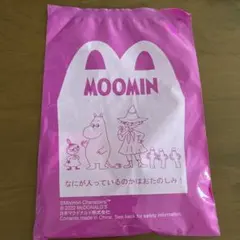 MOOMIN
なにが入っているのかはおたのしみ!
©Moomin Characters™
© 2022 McDONALD'S
日本マクドナルド株式会社
Contents made in China. See back for safety information.